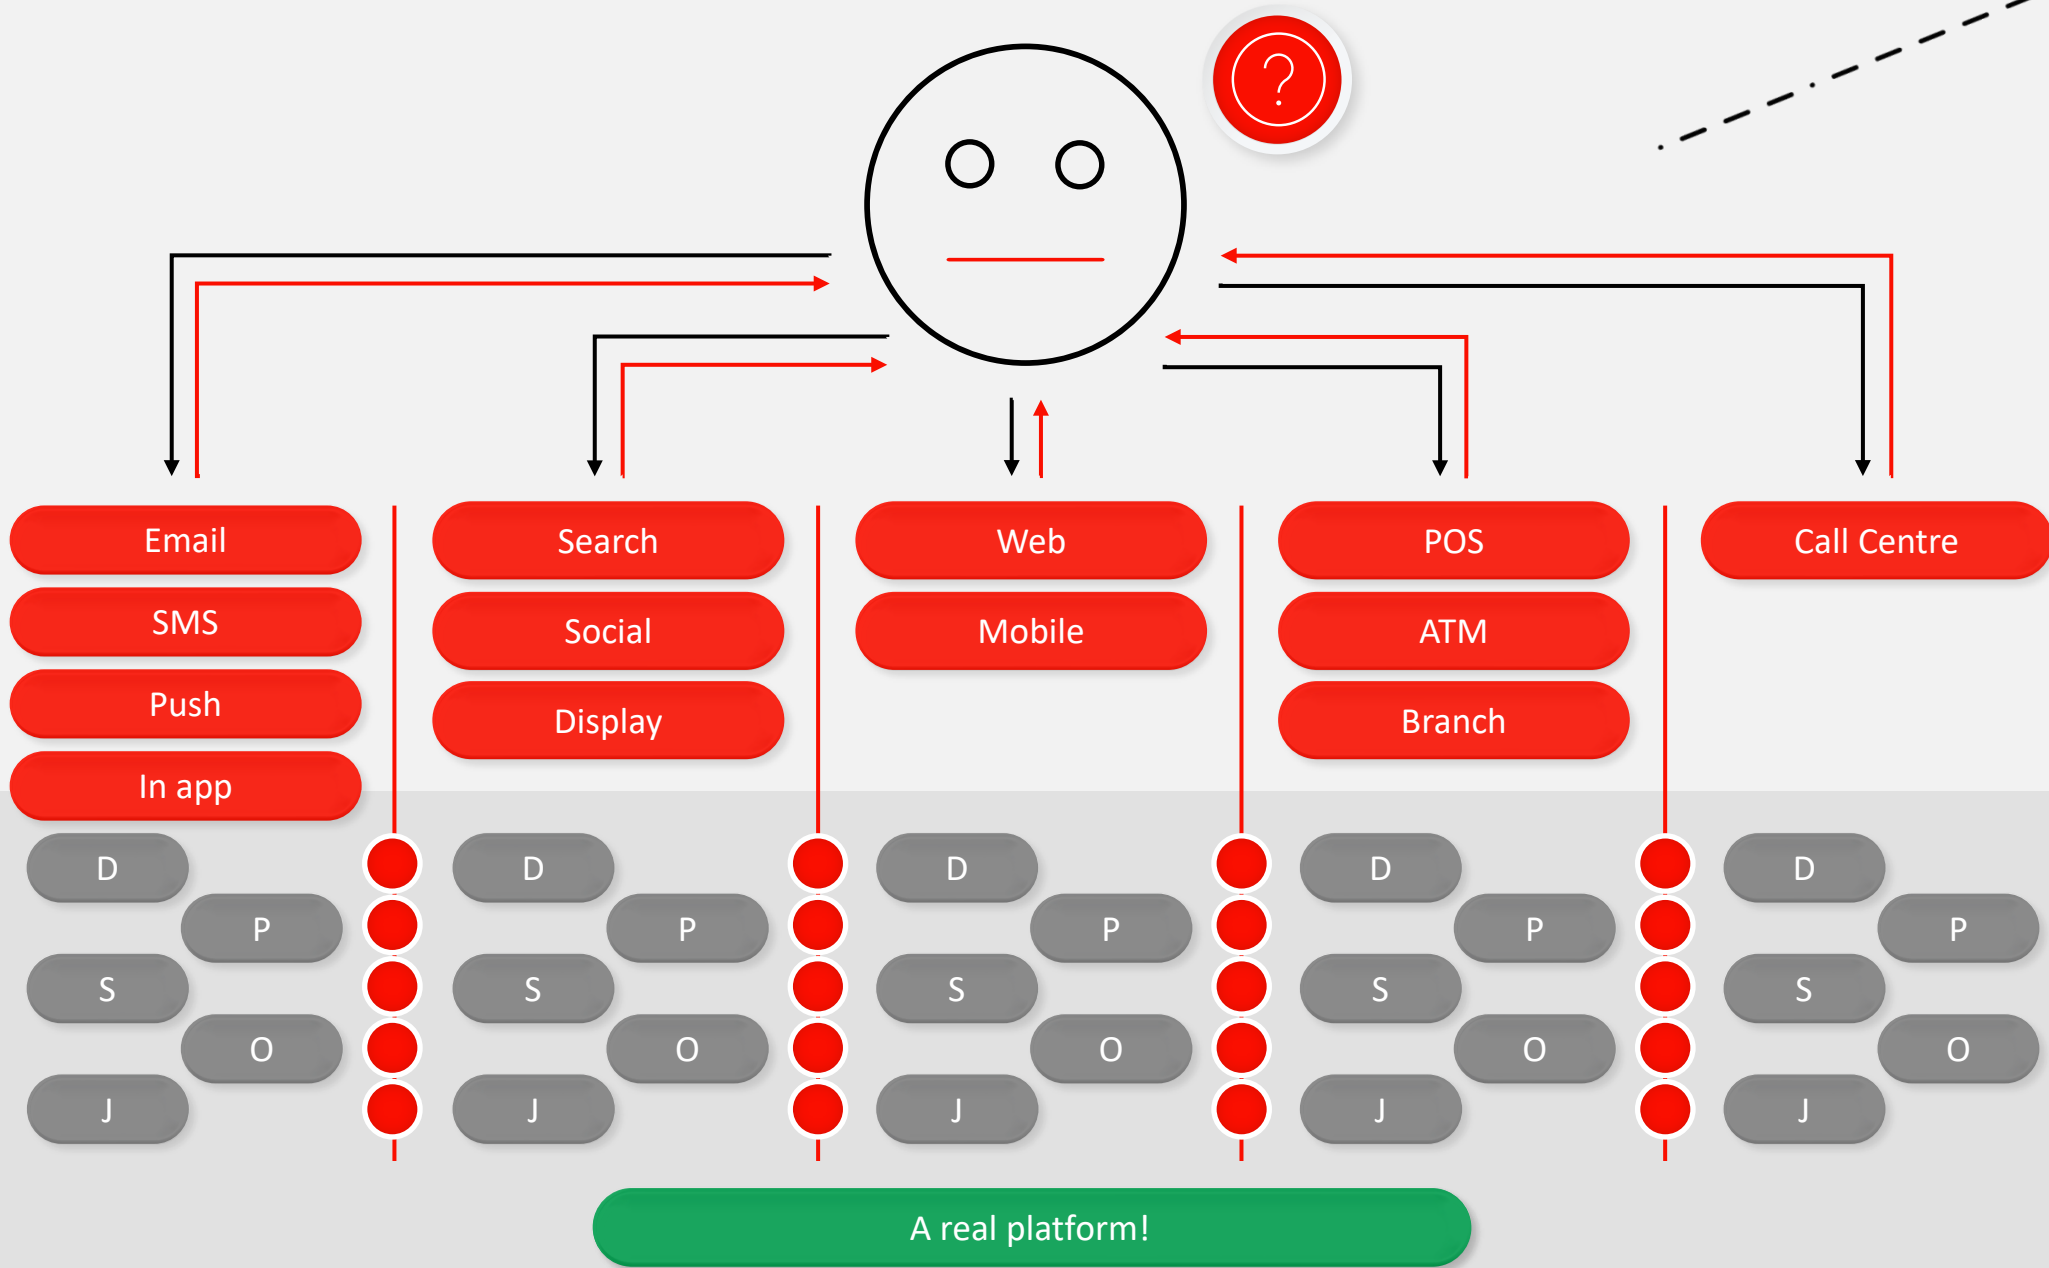 ?
Email
SMS
Push
In app
Search
Social
Display
Web
Mobile
POS
ATM
Branch
Call Centre
D
P
S
O
J
D
P
S
O
J
D
P
S
O
J
D
P
S
O
J
D
P
S
O
J
A real platform!